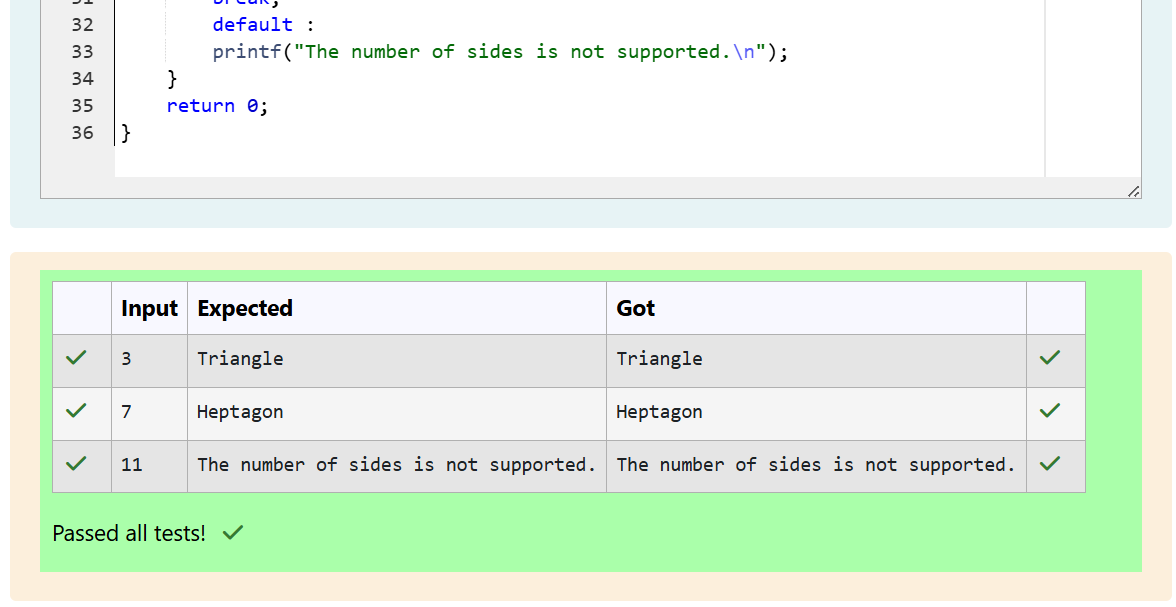 32 default :
33 printf("The number of sides is not supported.\n");
34 }
35 return 0;
36 }
Input Expected Got
3 Triangle Triangle
7 Heptagon Heptagon
11 The number of sides is not supported. The number of sides is not supported.
Passed all tests!